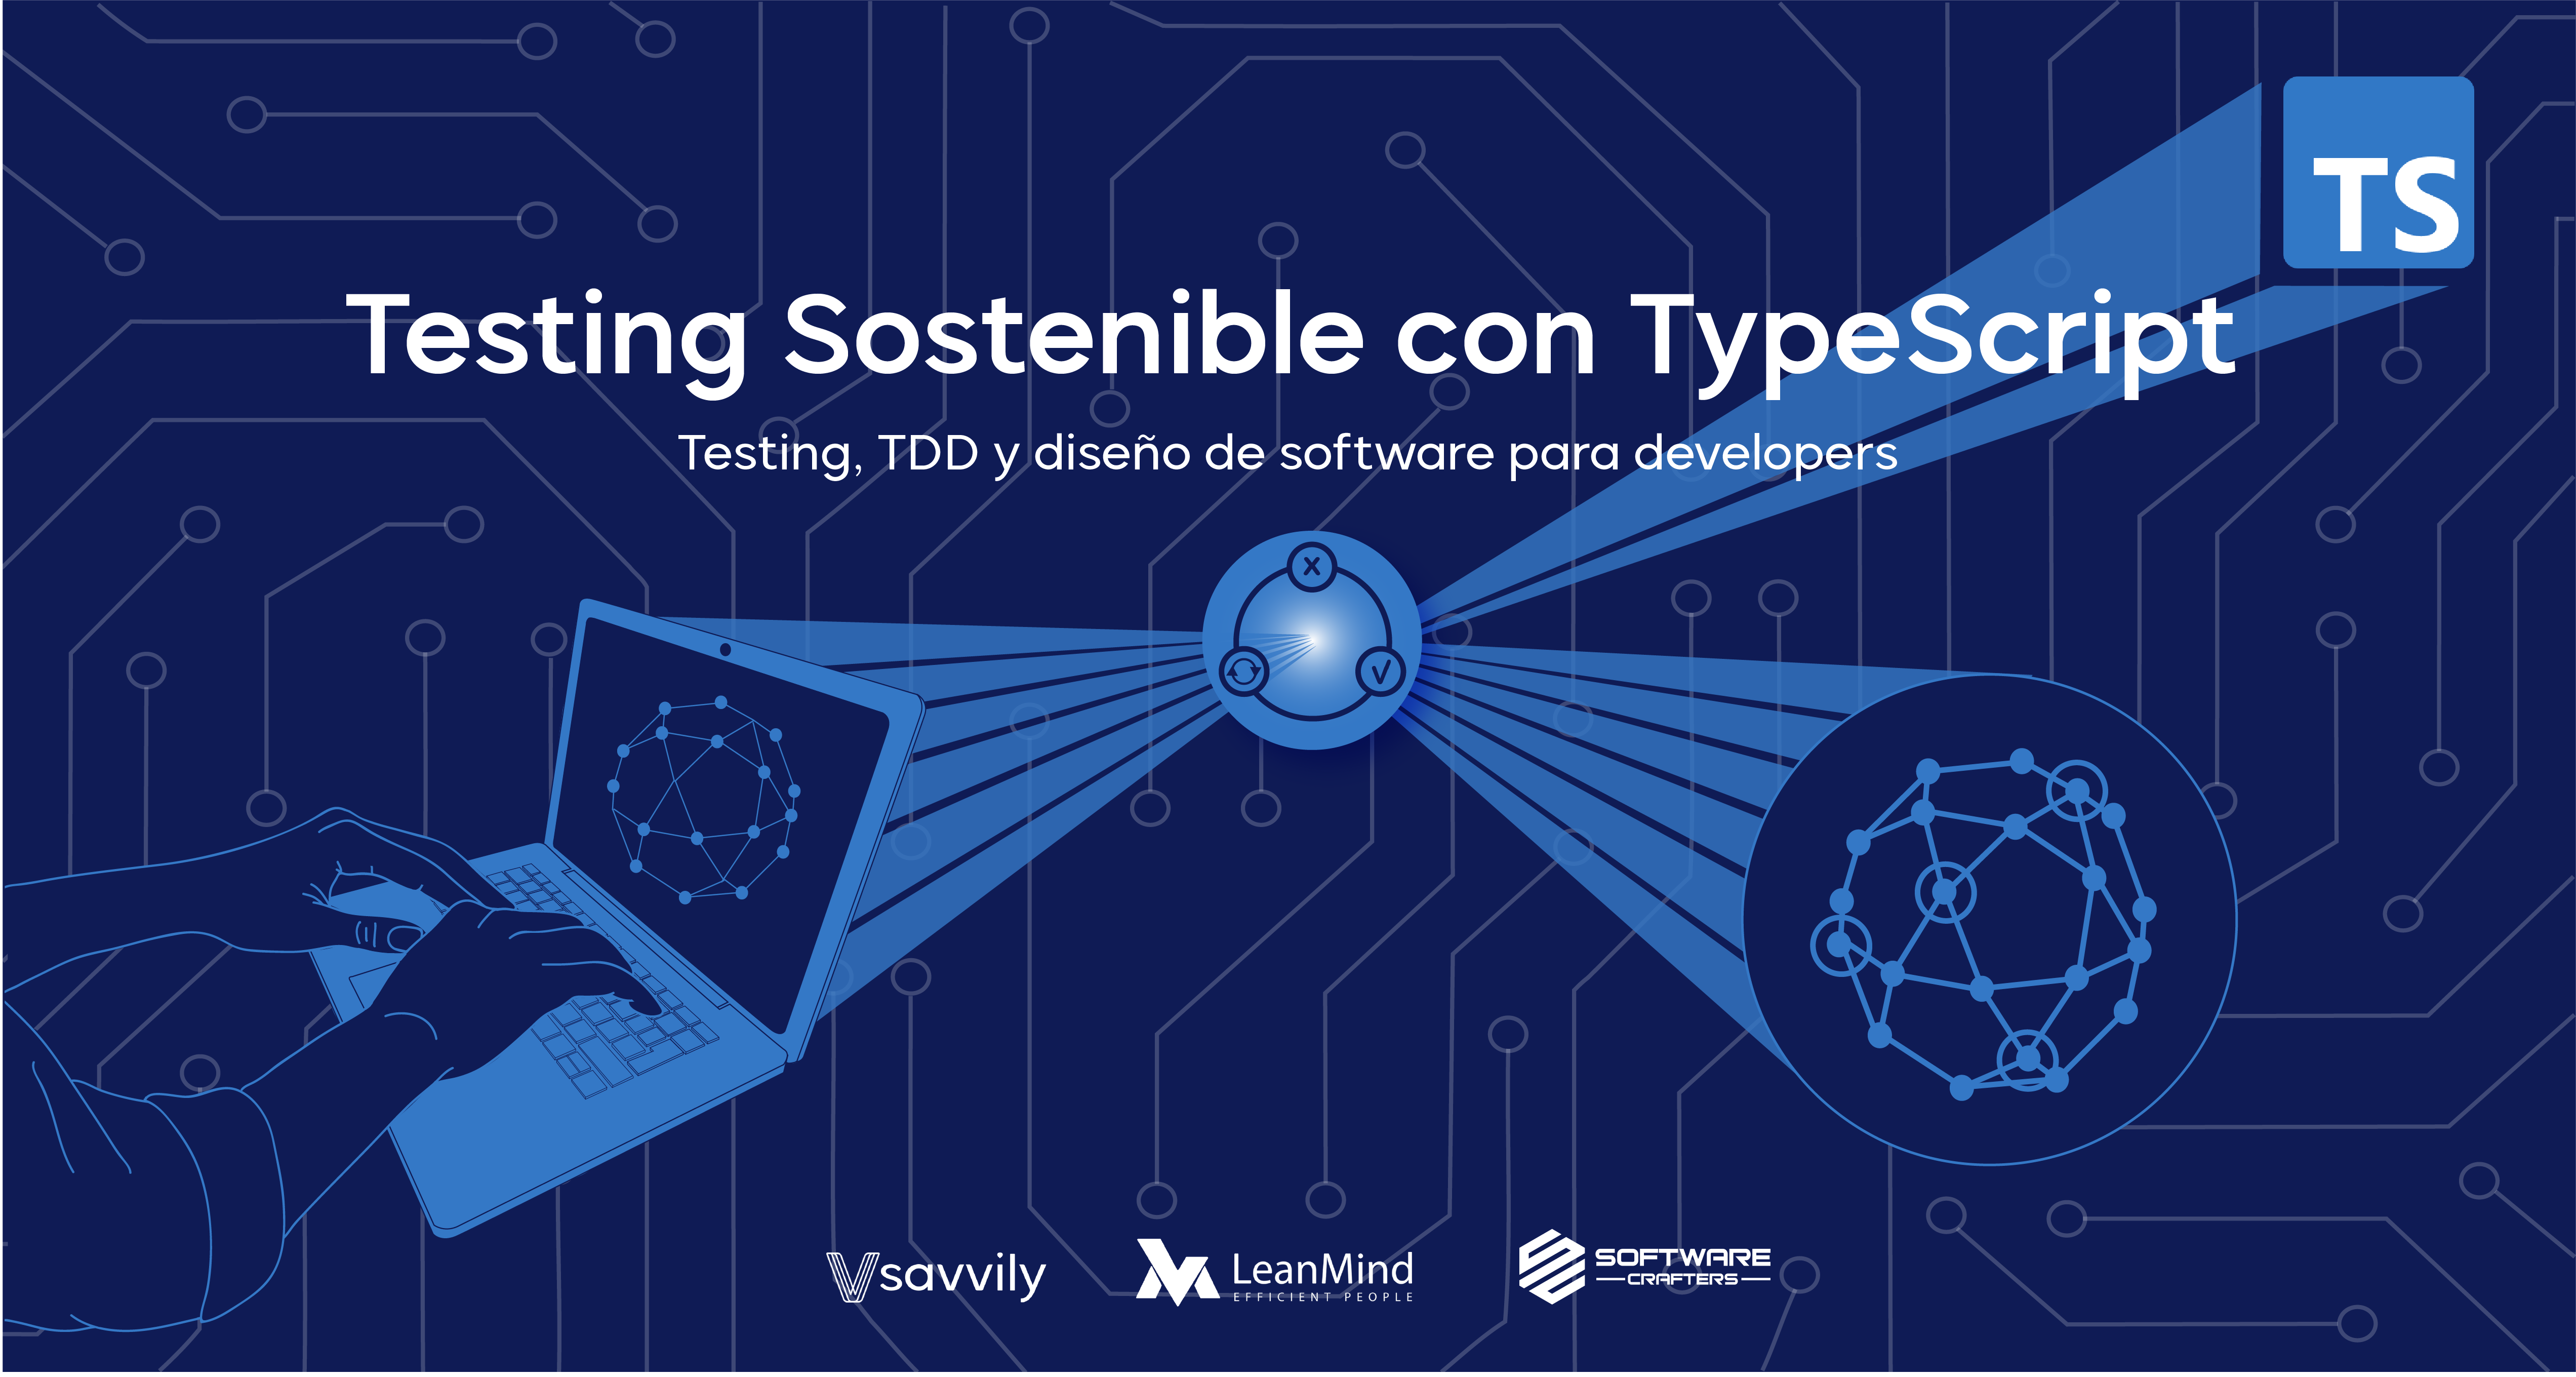 TS
Testing Sostenible con TypeScript
Testing, TDD y diseño de software para developers
savvily
LeanMind
EFFICIENT PEOPLE
SOFTWARE
CRAFTERS